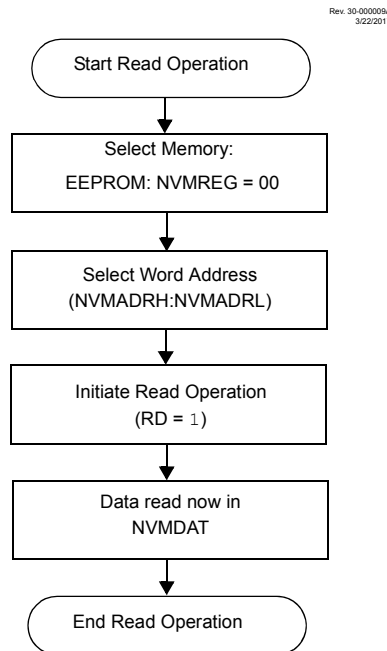 Rev. 30-000009
3/22/201
Start Read Operation
Select Memory:
EEPROM: NVMREG = 00
Select Word Address
(NVMADRH:NVMADRL)
Initiate Read Operation
(RD = 1)
Data read now in
NVMDAT
End Read Operation